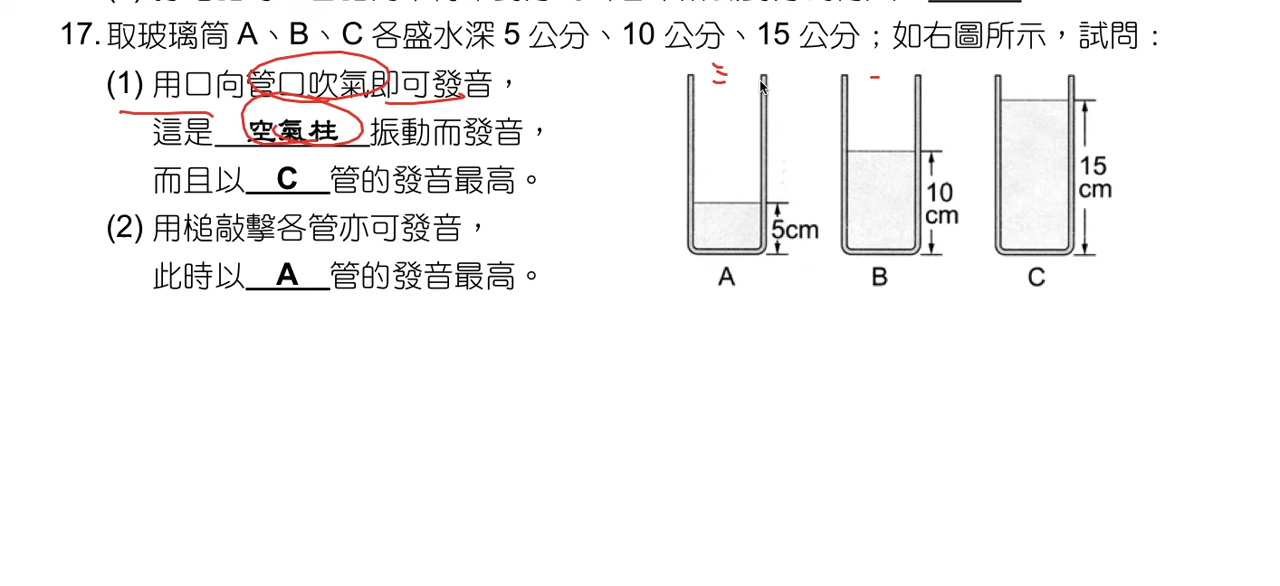 17. 取玻璃筒 A、B、C 各盛水深 5 公分、10 公分、15 公分；如右圖所示，試問：
(1) 用口向管口吹氣即可發音，
這是 空氣柱 振動而發音，
而且以 C 管的發音最高。
(2) 用槌敲擊各管亦可發音，
此時以 A 管的發音最高。
5cm
A
10
cm
B
15
cm
C